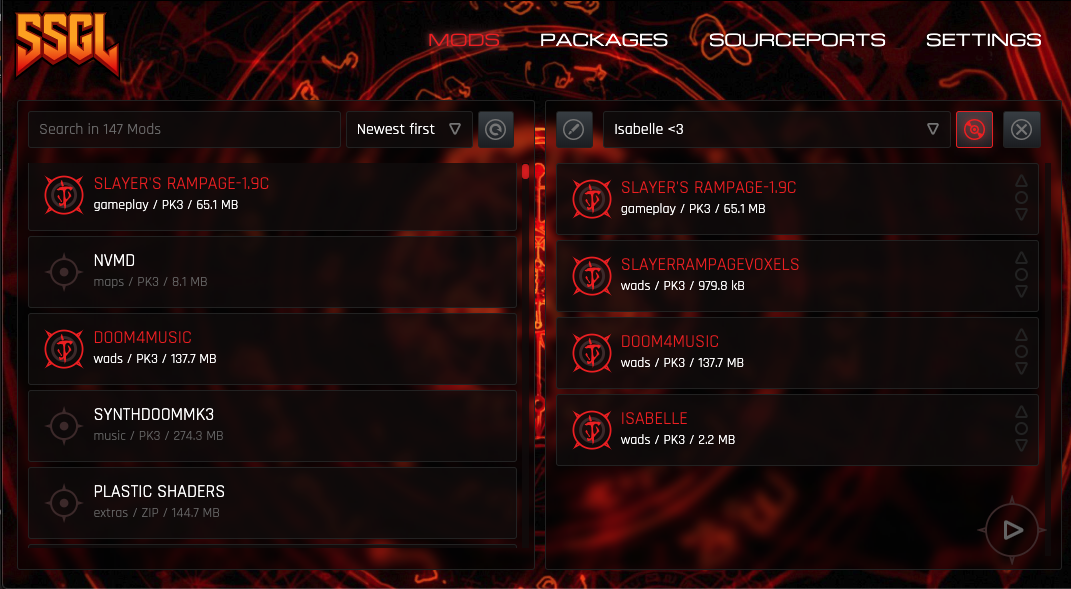 SSGL
MODS
PACKAGES
SOURCEPORTS
SETTINGS
Search in 147 Mods
Newest first
SLAYER'S RAMPAGE-1.9C
gameplay / PK3 / 65.1 MB
NVMD
maps / PK3 / 8.1 MB
DOOM4MUSIC
wads / PK3 / 137.7 MB
SYNTHDOOMMK3
music / PK3 / 274.3 MB
PLASTIC SHADERS
extras / ZIP / 144.7 MB
Isabelle <3
SLAYER'S RAMPAGE-1.9C
gameplay / PK3 / 65.1 MB
SLAYERRAMPAGEVOXELS
wads / PK3 / 979.8 kB
DOOM4MUSIC
wads / PK3 / 137.7 MB
ISABELLE
wads / PK3 / 2.2 MB